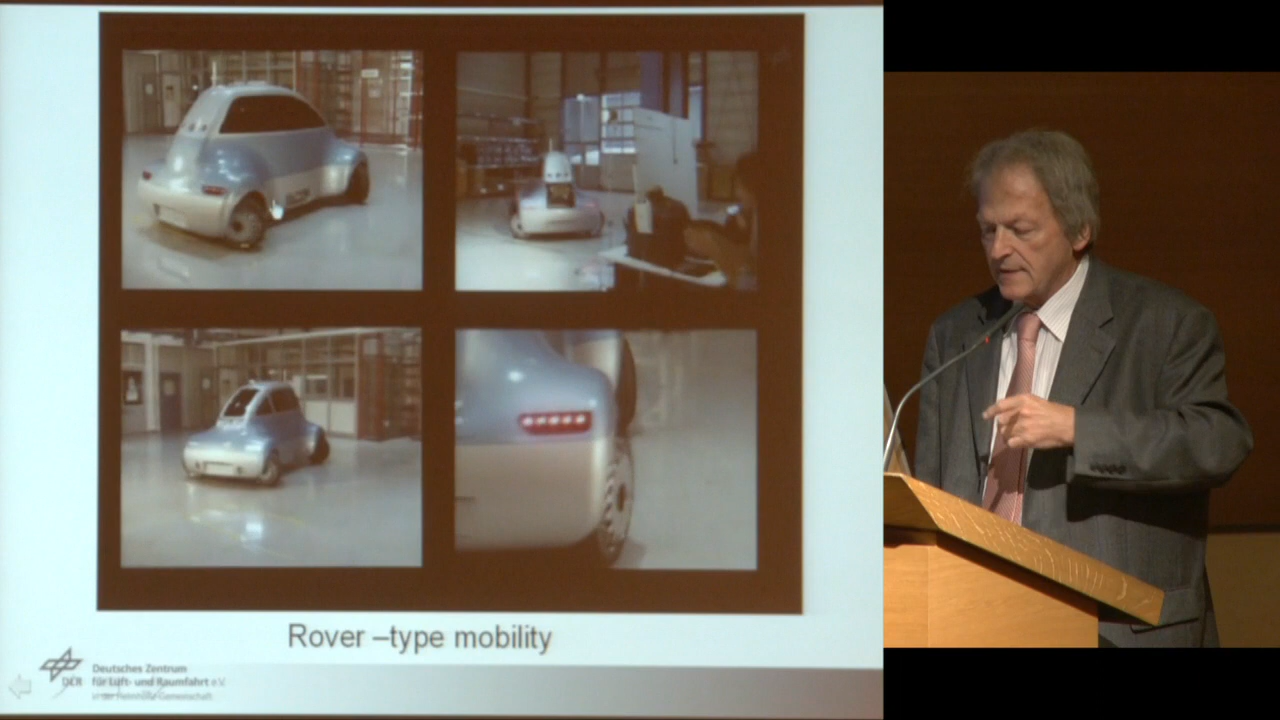 Rover –type mobility
DLR
Deutsches Zentrum
für Luft- und Raumfahrt e.V.
in der Helmholtz-Gemeinschaft